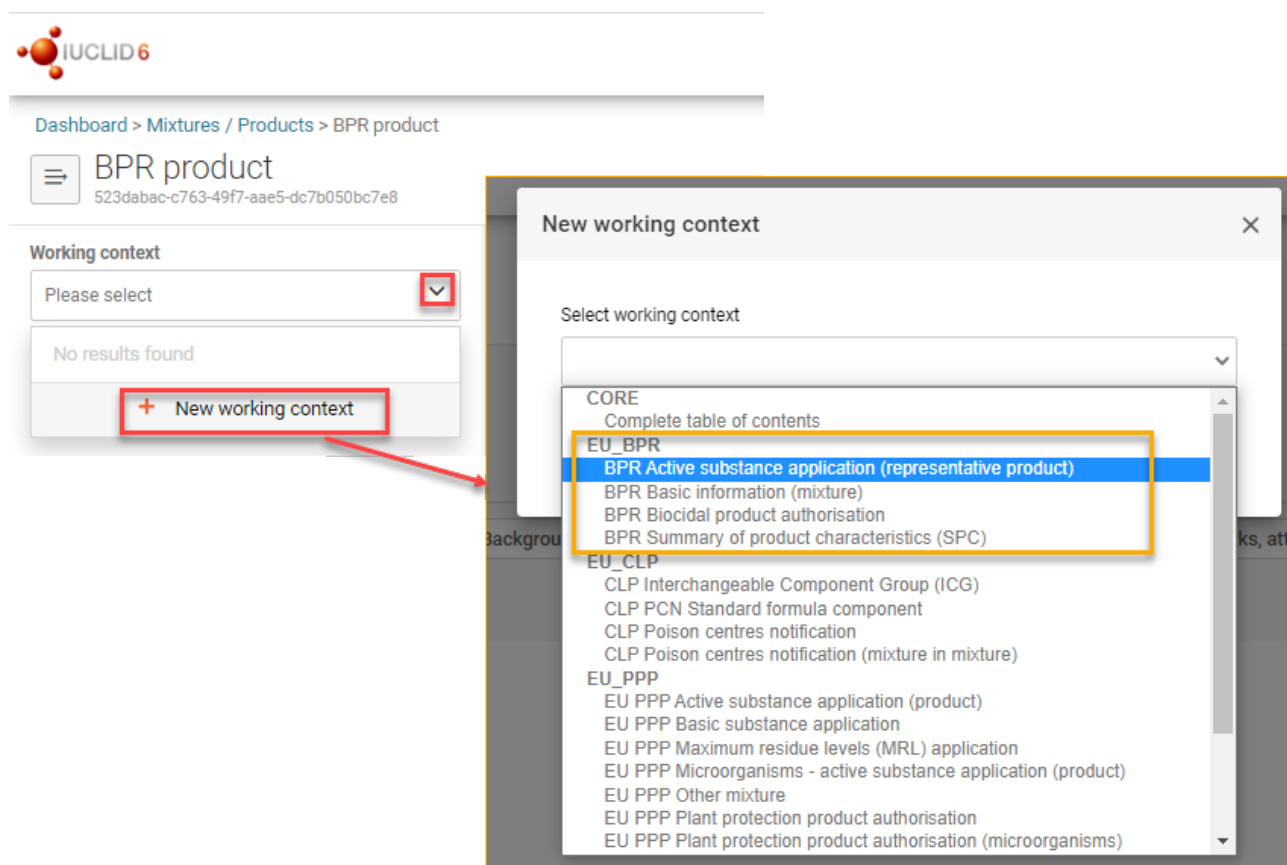 IUCLID 6
Dashboard > Mixtures / Products > BPR product
BPR product
523dabac-c763-49f7-aae5-dc7b050bc7e8
Working context
Please select
No results found
+ New working context
New working context
Select working context
CORE
Complete table of contents
EU_BPR
BPR Active substance application (representative product)
BPR Basic information (mixture)
BPR Biocidal product authorisation
BPR Summary of product characteristics (SPC)
EU_CLP
CLP Interchangeable Component Group (ICG)
CLP PCN Standard formula component
CLP Poison centres notification
CLP Poison centres notification (mixture in mixture)
EU_PPP
EU PPP Active substance application (product)
EU PPP Basic substance application
EU PPP Maximum residue levels (MRL) application
EU PPP Microorganisms - active substance application (product)
EU PPP Other mixture
EU PPP Plant protection product authorisation
EU PPP Plant protection product authorisation (microorganisms)